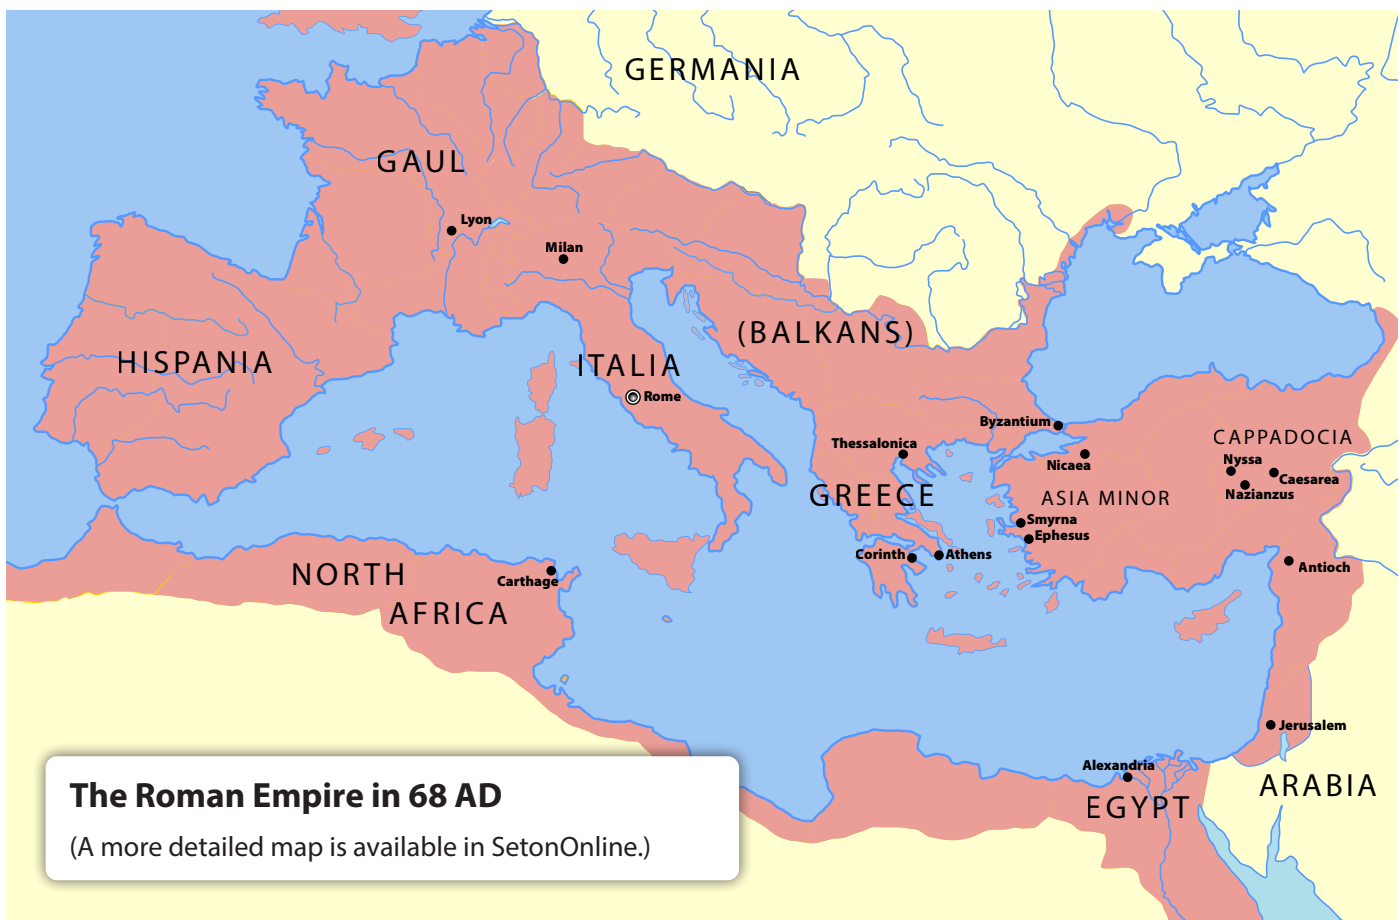 GERMANIA
GAUL
Lyon
Milan
HISPANIA
(BALKANS)
ITALIA
Rome
Byzantium
Thessalonica
Nicaea
CAPPADOCIA
Nyssa
Caesarea
Nazianzus
GREECE
ASIA MINOR
Smyrna
Ephesus
Corinth
Athens
Antioch
NORTH
AFRICA
Carthage
Jerusalem
Alexandria
EGYPT
ARABIA
The Roman Empire in 68 AD
(A more detailed map is available in SetonOnline.)